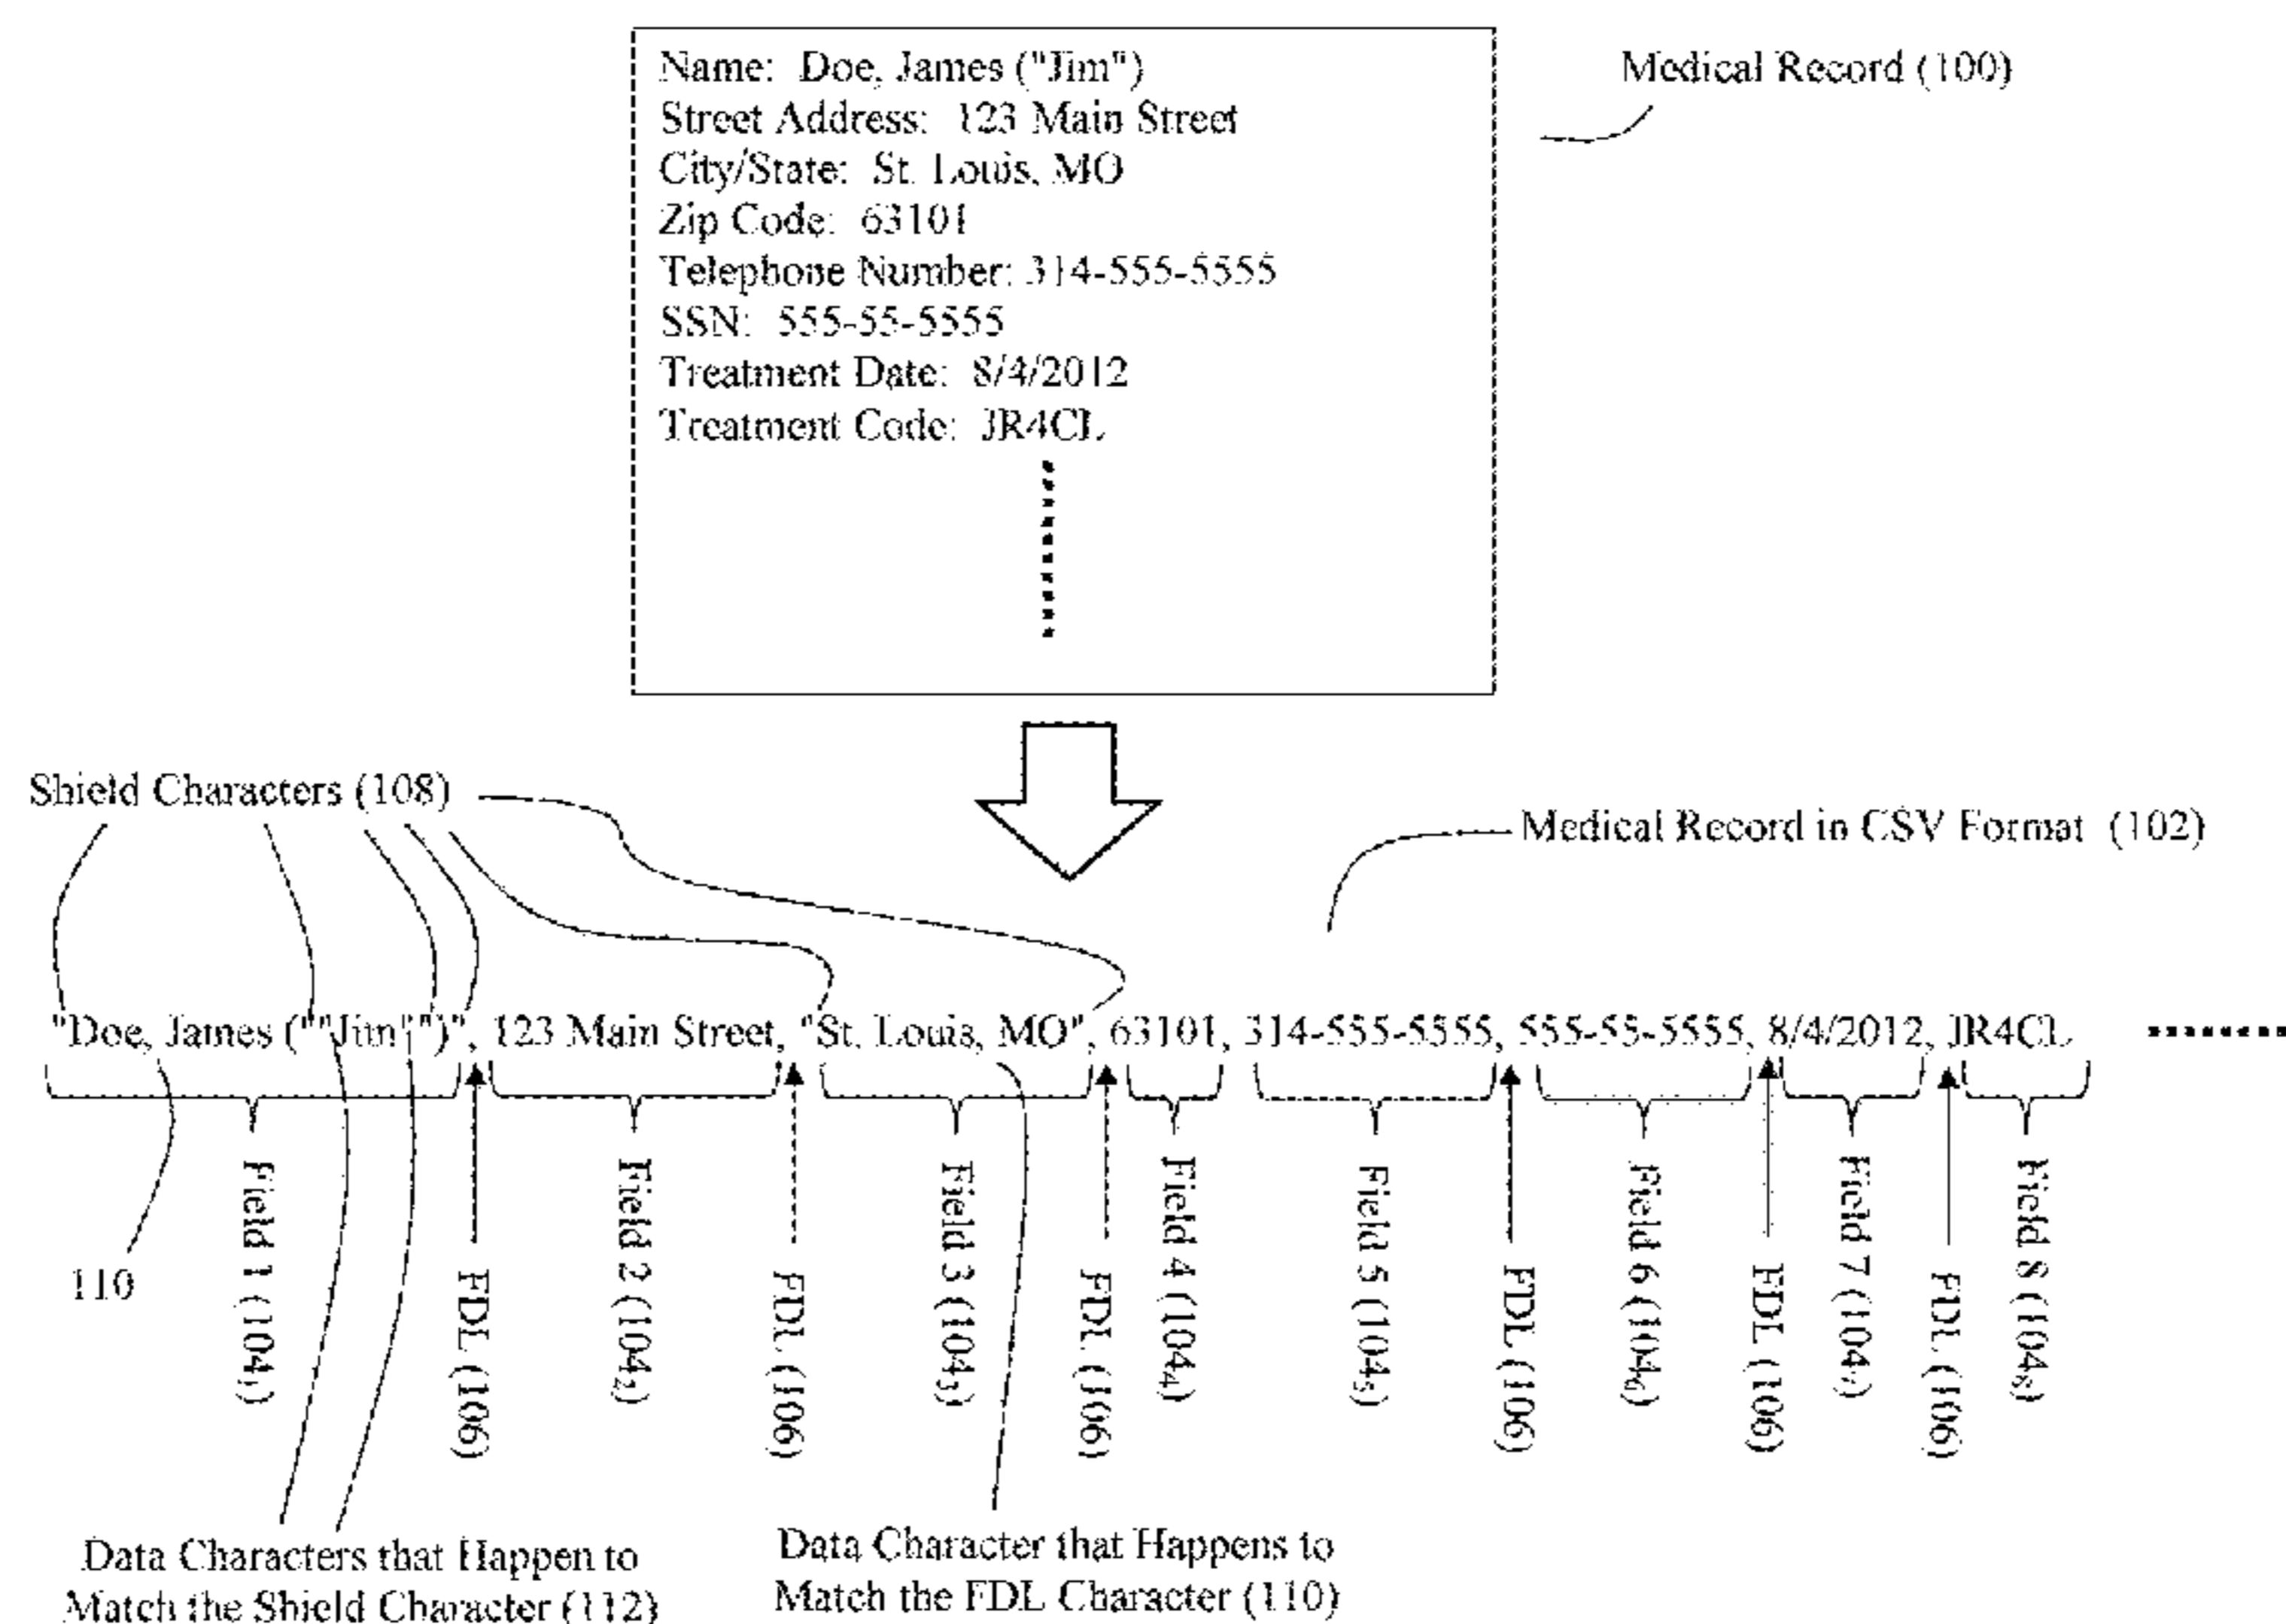 Name: Doe, James ("Jim")
Street Address: 123 Main Street
City/State: St. Louis, MO
Zip Code: 63101
Telephone Number: 314-555-5555
SSN: 555-55-5555
Treatment Date: 8/4/2012
Treatment Code: JR4CL
Medical Record (100)
Shield Characters (108)
Medical Record in CSV Format (102)
"Doe, James (""Jim"")", 123 Main Street, "St. Louis, MO", 63101, 314-555-5555, 555-55-5555, 8/4/2012, JR4CL
110
Field 1 (104₁)
FDL (106)
Field 2 (104₂)
FDL (106)
Field 3 (104₃)
FDL (106)
Field 4 (104₄)
Field 5 (104₅)
FDL (106)
Field 6 (104₆)
FDL (106)
Field 7 (104₇)
FDL (106)
Field 8 (104₈)
Data Characters that Happen to
Match the Shield Character (112)
Data Character that Happens to
Match the FDL Character (110)